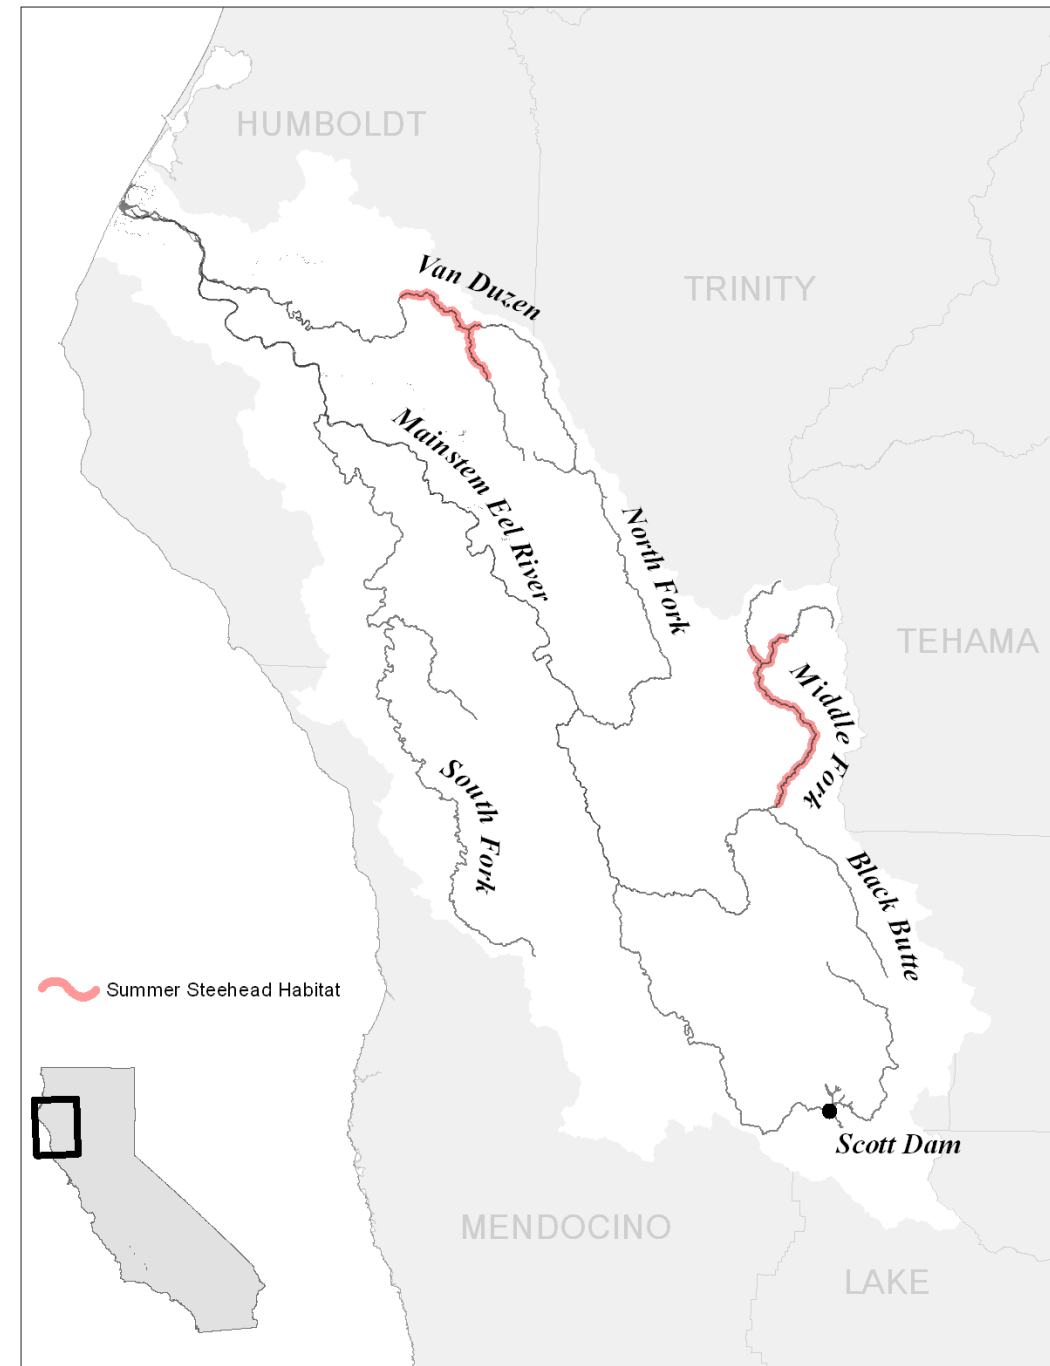 HUMBOLDT
Van Duzen
TRINITY
Mainstem Eel River
North Fork
TEHAMA
Middle Fork
South Fork
Black Butte
Summer Steehead Habitat
Scott Dam
MENDOCINO
LAKE